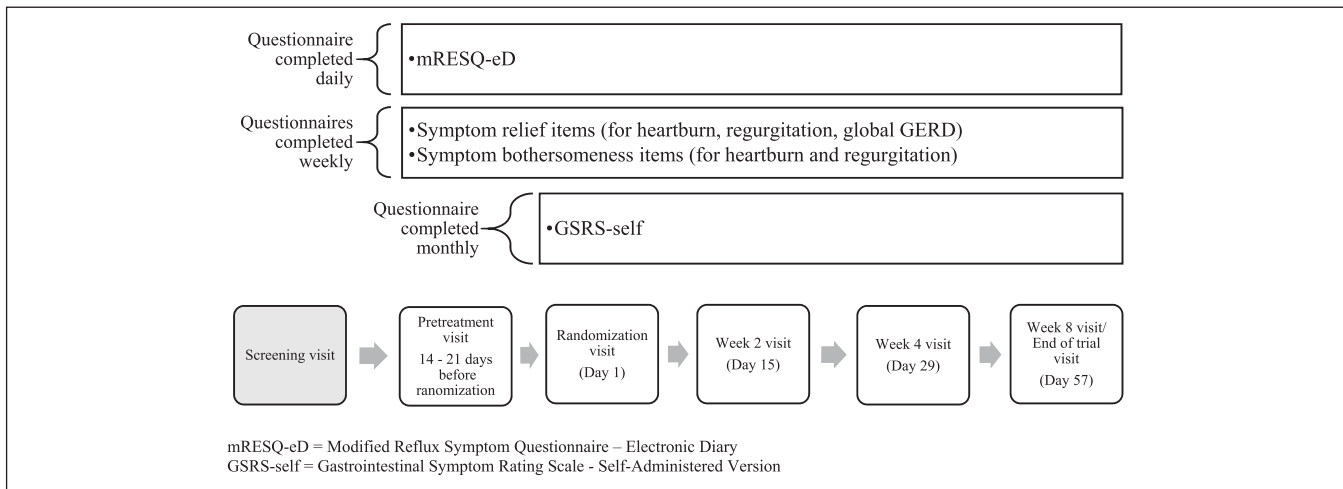 Questionnaire
completed
daily
•mRESQ-eD
Questionnaires
completed
weekly
•Symptom relief items (for heartburn, regurgitation, global GERD)
•Symptom bothersomeness items (for heartburn and regurgitation)
Questionnaire
completed
monthly
•GSRS-self
Screening visit
Pretreatment
visit
14 - 21 days
before
ranomization
Randomization
visit
(Day 1)
Week 2 visit
(Day 15)
Week 4 visit
(Day 29)
Week 8 visit/
End of trial
visit
(Day 57)
mRESQ-eD = Modified Reflux Symptom Questionnaire – Electronic Diary
GSRS-self = Gastrointestinal Symptom Rating Scale - Self-Administered Version